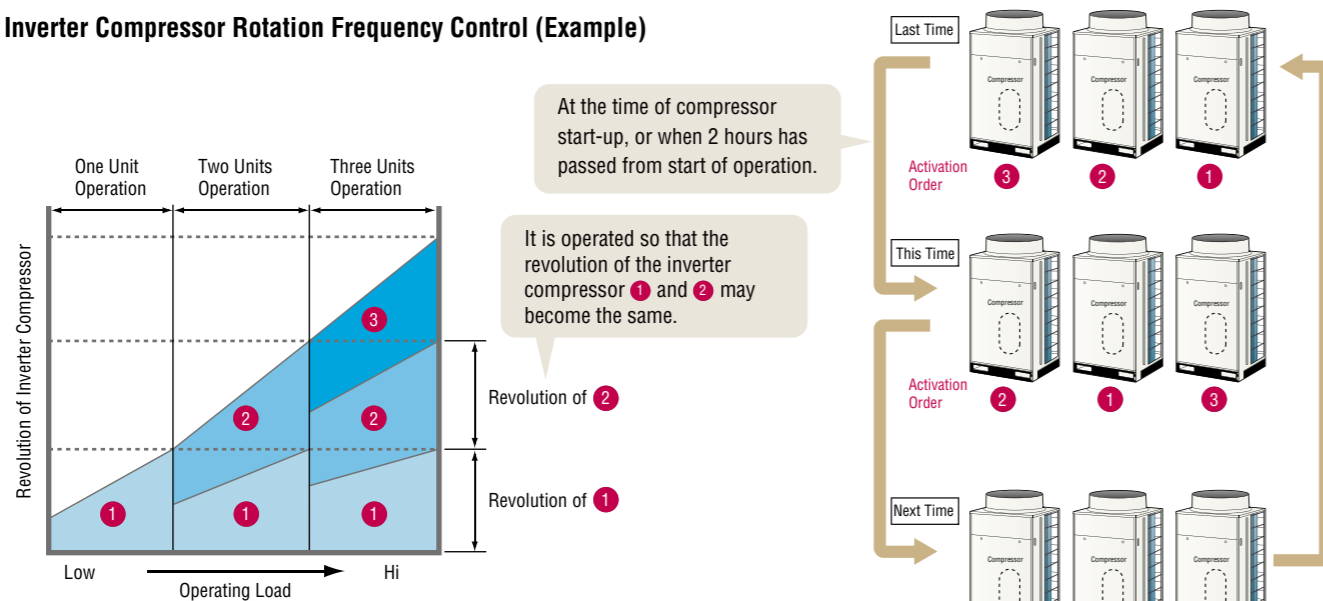 Inverter Compressor Rotation Frequency Control (Example)
One Unit
Operation
Two Units
Operation
Three Units
Operation
Revolution of Inverter Compressor
3
2
2
1
1
1
Low
Operating Load
Hi
At the time of compressor
start-up, or when 2 hours has
passed from start of operation.
It is operated so that the
revolution of the inverter
compressor 1 and 2 may
become the same.
Revolution of 2
Revolution of 1
Last Time
Compressor
Compressor
Compressor
Activation
Order
3
2
1
This Time
Compressor
Compressor
Compressor
Activation
Order
2
1
3
Next Time
Compressor
Compressor
Compressor